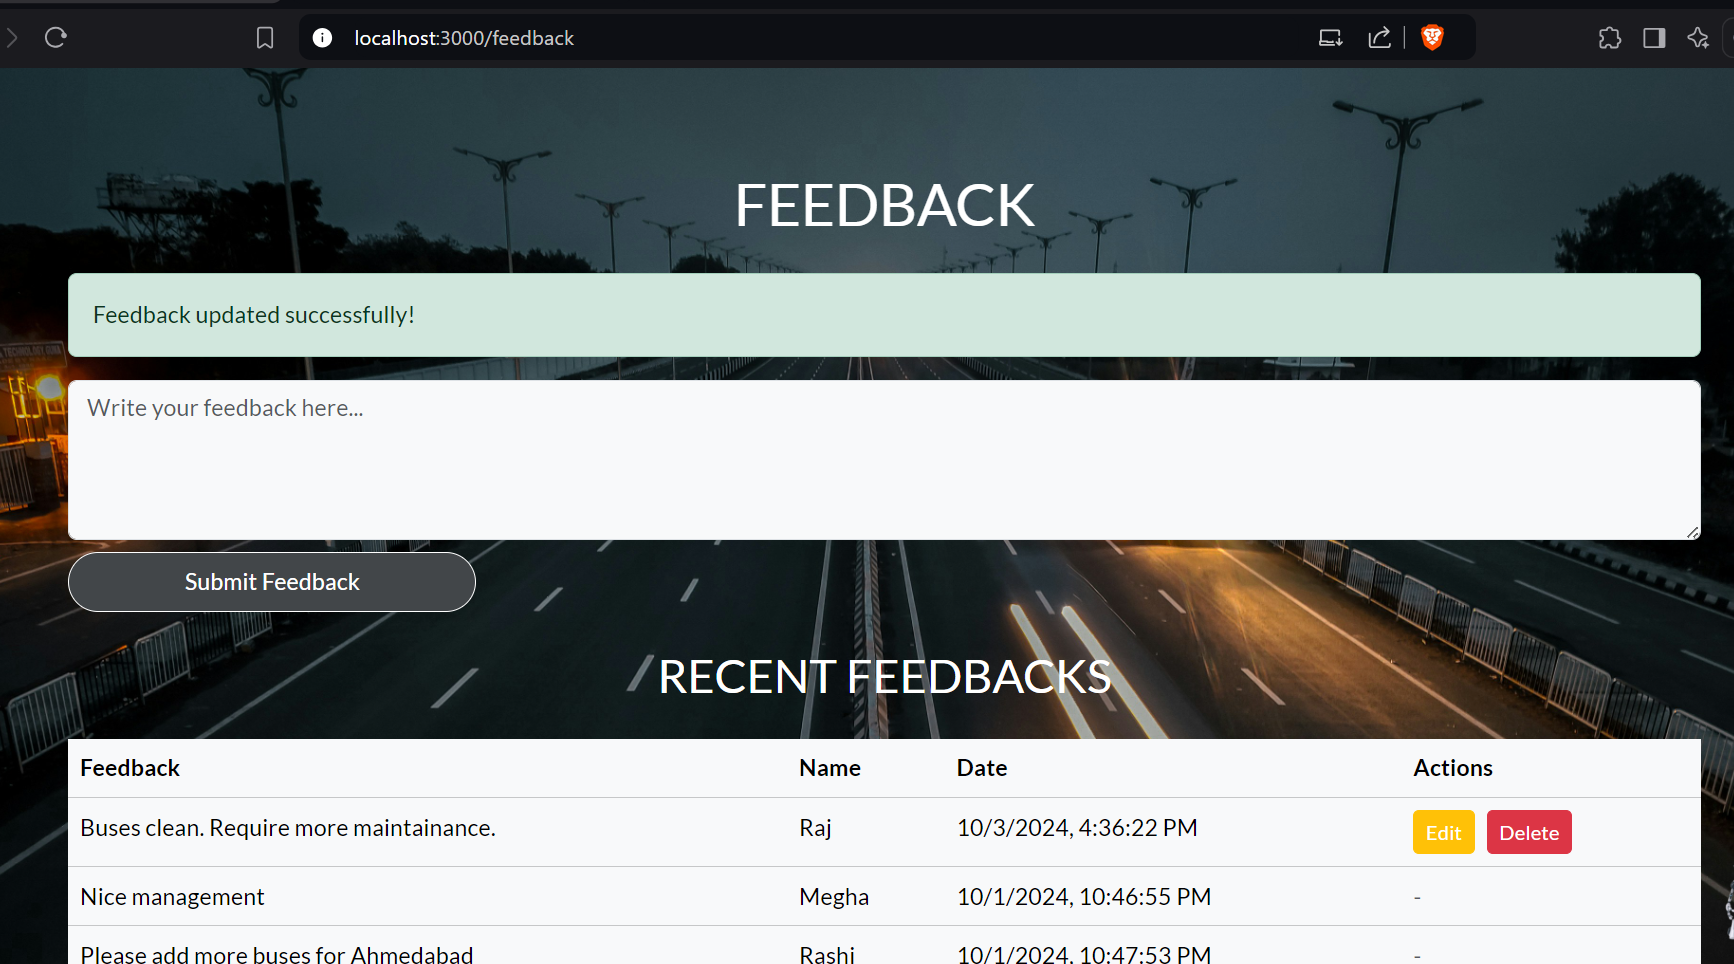 localhost:3000/feedback
FEEDBACK
Feedback updated successfully!
Write your feedback here...
Submit Feedback
RECENT FEEDBACKS
Feedback Name Date Actions
Buses clean. Require more maintainance. Raj 10/3/2024, 4:36:22 PM Edit Delete
Nice management Megha 10/1/2024, 10:46:55 PM -
Please add more buses for Ahmedabad Rashi 10/1/2024, 10:47:53 PM -